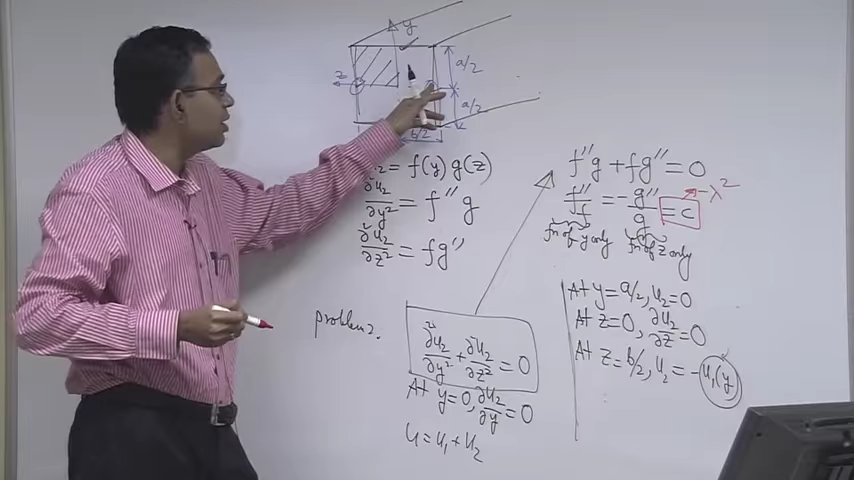 y
z
a/2
a/2
b/2
u₂ = f(y) g(z)
∂²u₂/∂y² = f″ g
∂²u₂/∂z² = fg″
f″g + fg″ = 0
f″/f = -g″/g = c → -λ²
fn of y only fn of z only
problem 2.
∂²u₂/∂y² + ∂²u₂/∂z² = 0
At y=0, ∂u₂/∂y = 0
u = u₁ + u₂
At y = a/2, u₂ = 0
At z=0, ∂u₂/∂z = 0
At z = b/2, u₂ = -u₁(y)